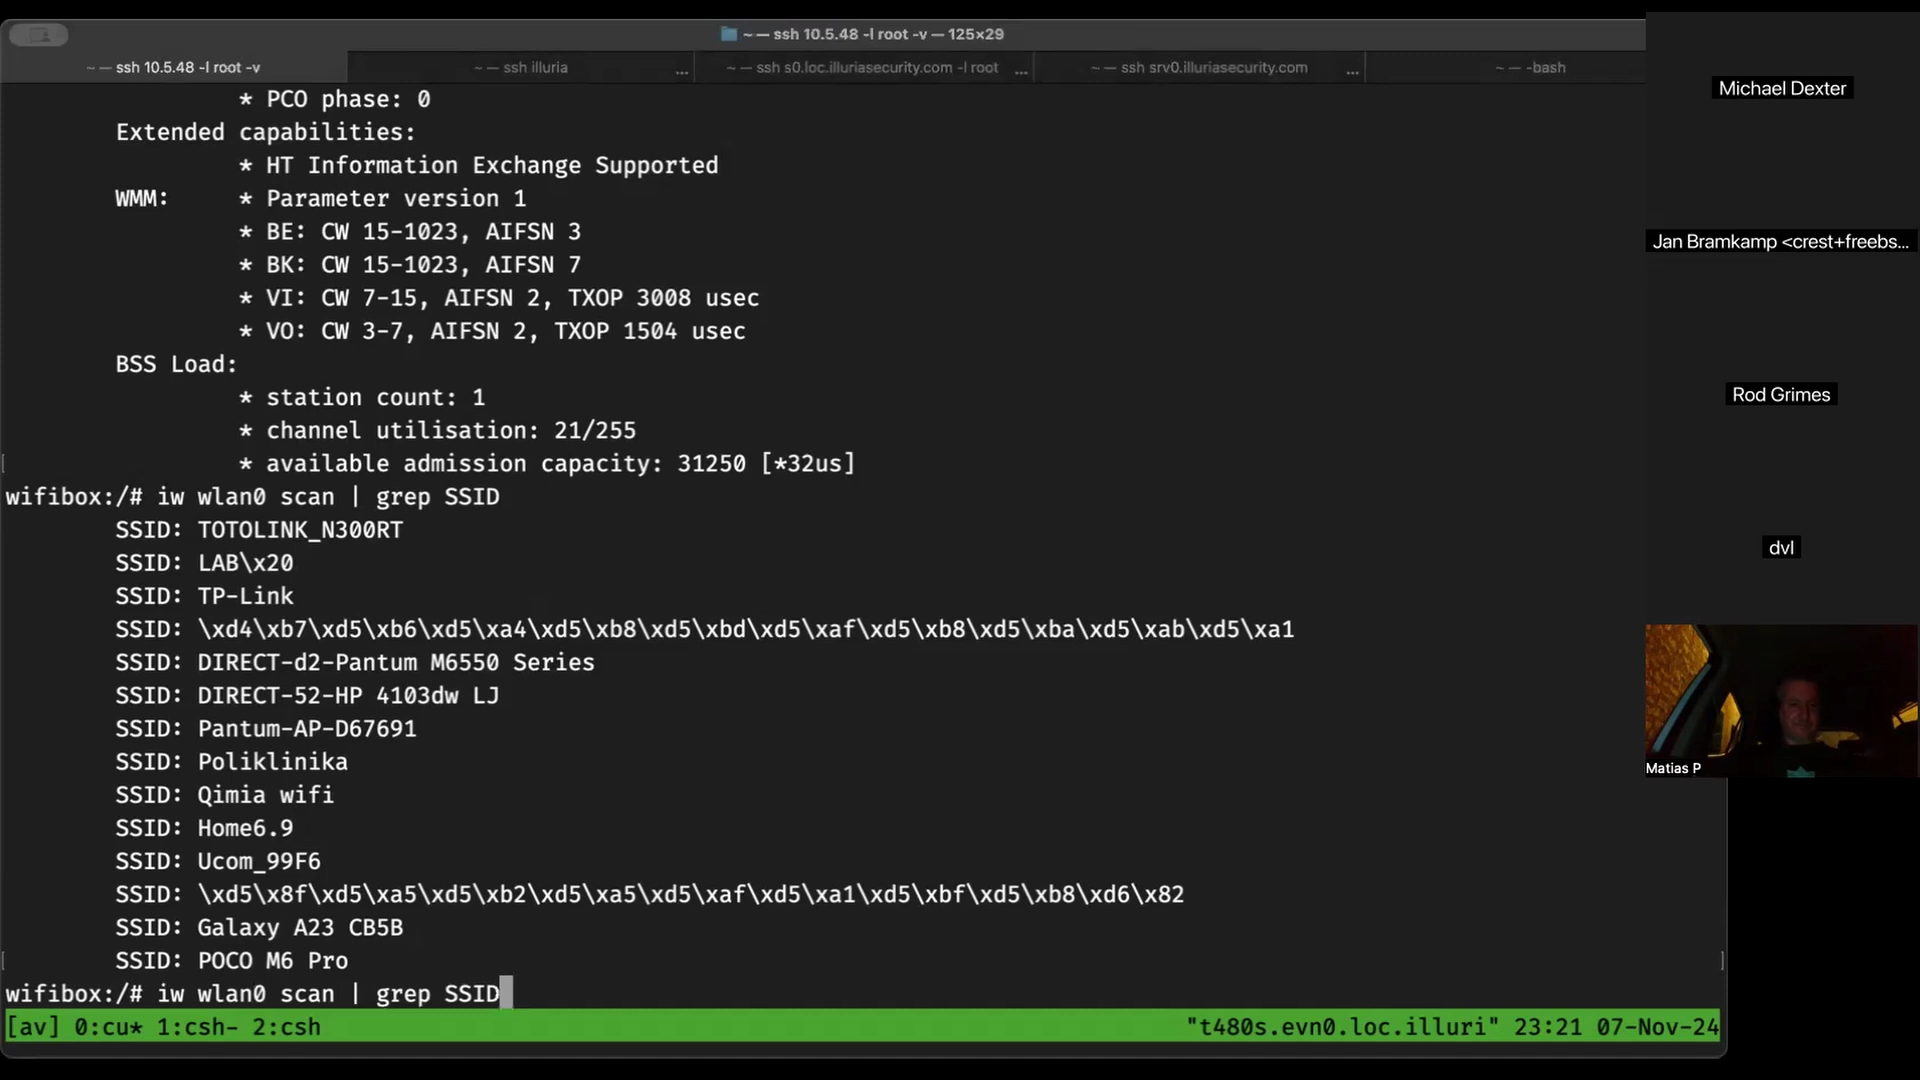 ~ — ssh 10.5.48 -l root -v — 125×29
~ — ssh 10.5.48 -l root -v
~ — ssh illuria ...
~ — ssh s0.loc.illuriasecurity.com -l root ...
~ — ssh srv0.illuriasecurity.com ...
~ — -bash
* PCO phase: 0
Extended capabilities:
* HT Information Exchange Supported
WMM: * Parameter version 1
* BE: CW 15-1023, AIFSN 3
* BK: CW 15-1023, AIFSN 7
* VI: CW 7-15, AIFSN 2, TXOP 3008 usec
* VO: CW 3-7, AIFSN 2, TXOP 1504 usec
BSS Load:
* station count: 1
* channel utilisation: 21/255
* available admission capacity: 31250 [*32us]
wifibox:/# iw wlan0 scan | grep SSID
SSID: TOTOLINK_N300RT
SSID: LAB\x20
SSID: TP-Link
SSID: \xd4\xb7\xd5\xb6\xd5\xa4\xd5\xb8\xd5\xbd\xd5\xaf\xd5\xb8\xd5\xba\xd5\xab\xd5\xa1
SSID: DIRECT-d2-Pantum M6550 Series
SSID: DIRECT-52-HP 4103dw LJ
SSID: Pantum-AP-D67691
SSID: Poliklinika
SSID: Qimia wifi
SSID: Home6.9
SSID: Ucom_99F6
SSID: \xd5\x8f\xd5\xa5\xd5\xb2\xd5\xa5\xd5\xaf\xd5\xa1\xd5\xbf\xd5\xb8\xd6\x82
SSID: Galaxy A23 CB5B
SSID: POCO M6 Pro
wifibox:/# iw wlan0 scan | grep SSID
[av] 0:cu* 1:csh- 2:csh "t480s.evn0.loc.illuri" 23:21 07-Nov-24
Michael Dexter
Jan Bramkamp <crest+freebs...
Rod Grimes
dvl
Matias P